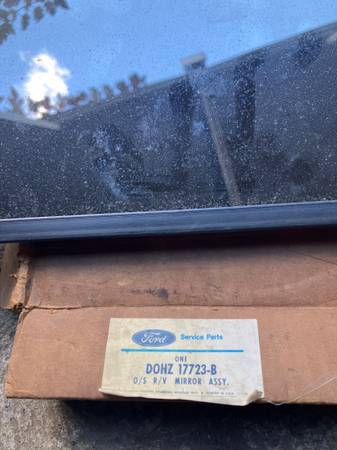 Ford Service Parts
ONE
DOHZ 17723-B
O/S R/V MIRROR ASSY.